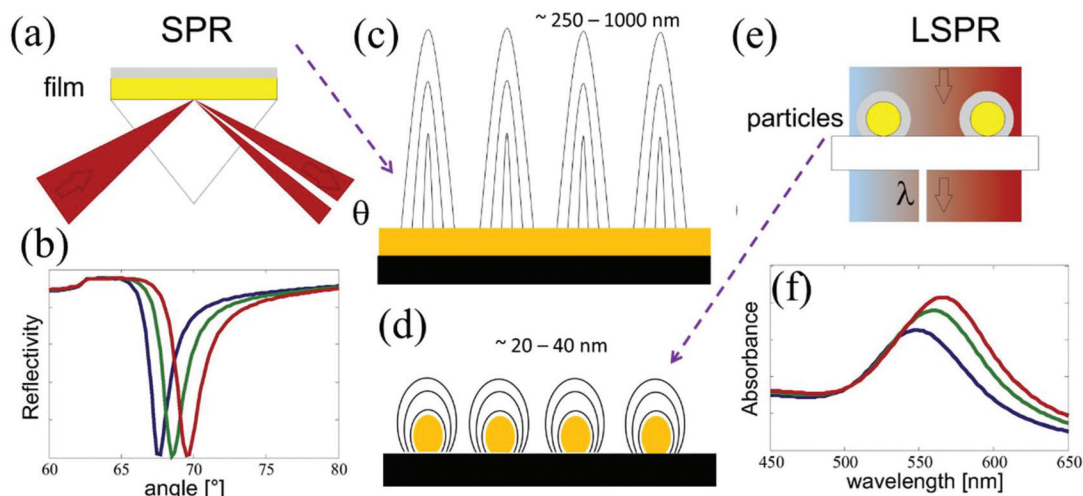 (a) SPR
film
θ
(b)
Reflectivity
60 65 70 75 80
angle [°]
(c) ~ 250 – 1000 nm
(d)
~ 20 – 40 nm
(e) LSPR
particles
λ
(f)
Absorbance
450 500 550 600 650
wavelength [nm]